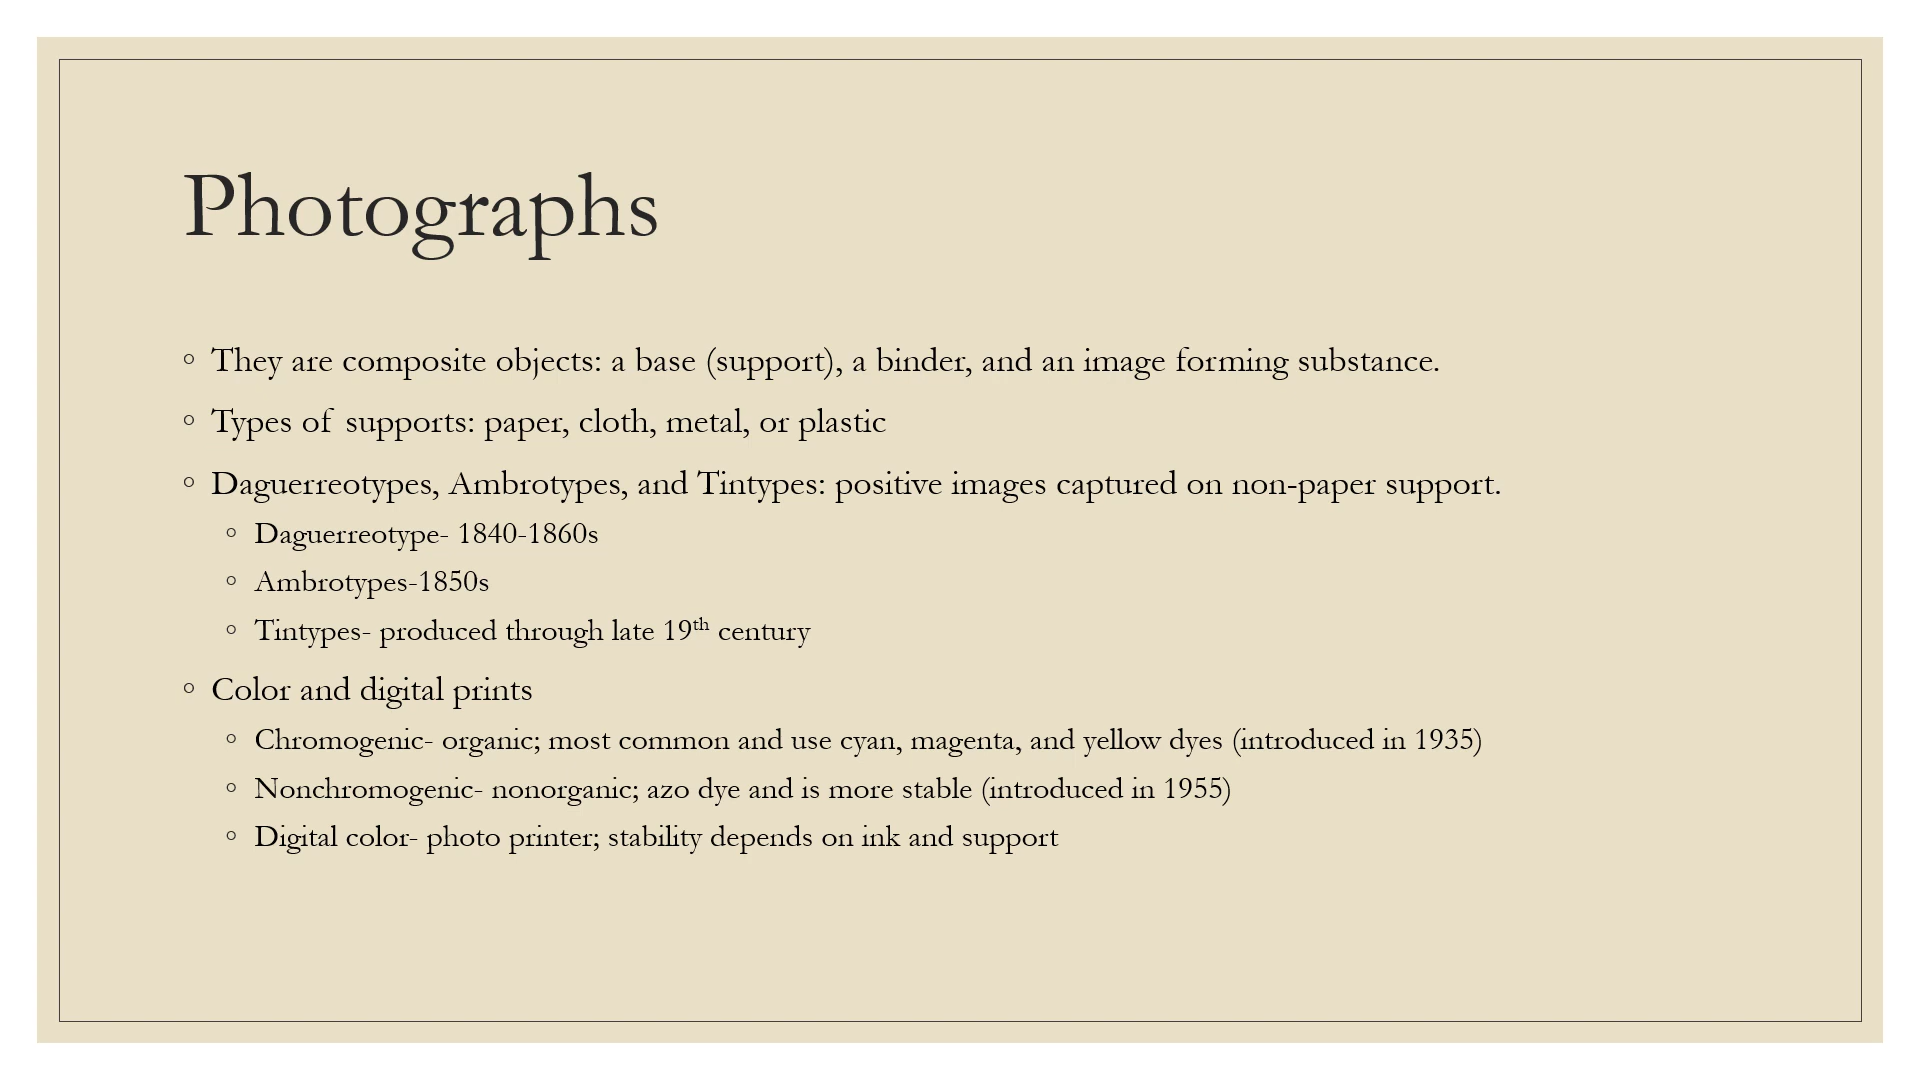 Photographs
◦ They are composite objects: a base (support), a binder, and an image forming substance.
◦ Types of supports: paper, cloth, metal, or plastic
◦ Daguerreotypes, Ambrotypes, and Tintypes: positive images captured on non-paper support.
◦ Daguerreotype- 1840-1860s
◦ Ambrotypes-1850s
◦ Tintypes- produced through late 19th century
◦ Color and digital prints
◦ Chromogenic- organic; most common and use cyan, magenta, and yellow dyes (introduced in 1935)
◦ Nonchromogenic- nonorganic; azo dye and is more stable (introduced in 1955)
◦ Digital color- photo printer; stability depends on ink and support